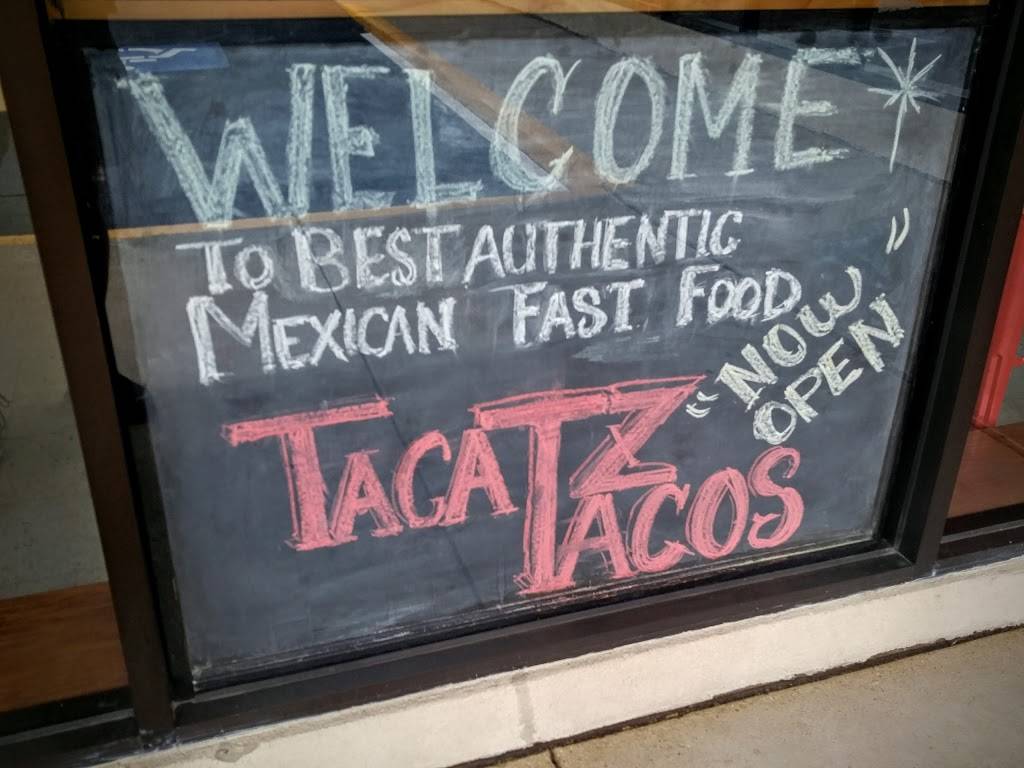 WELCOME
TO BEST AUTHENTIC
MEXICAN FAST FOOD
NOW
OPEN
TACATZ
TACOS